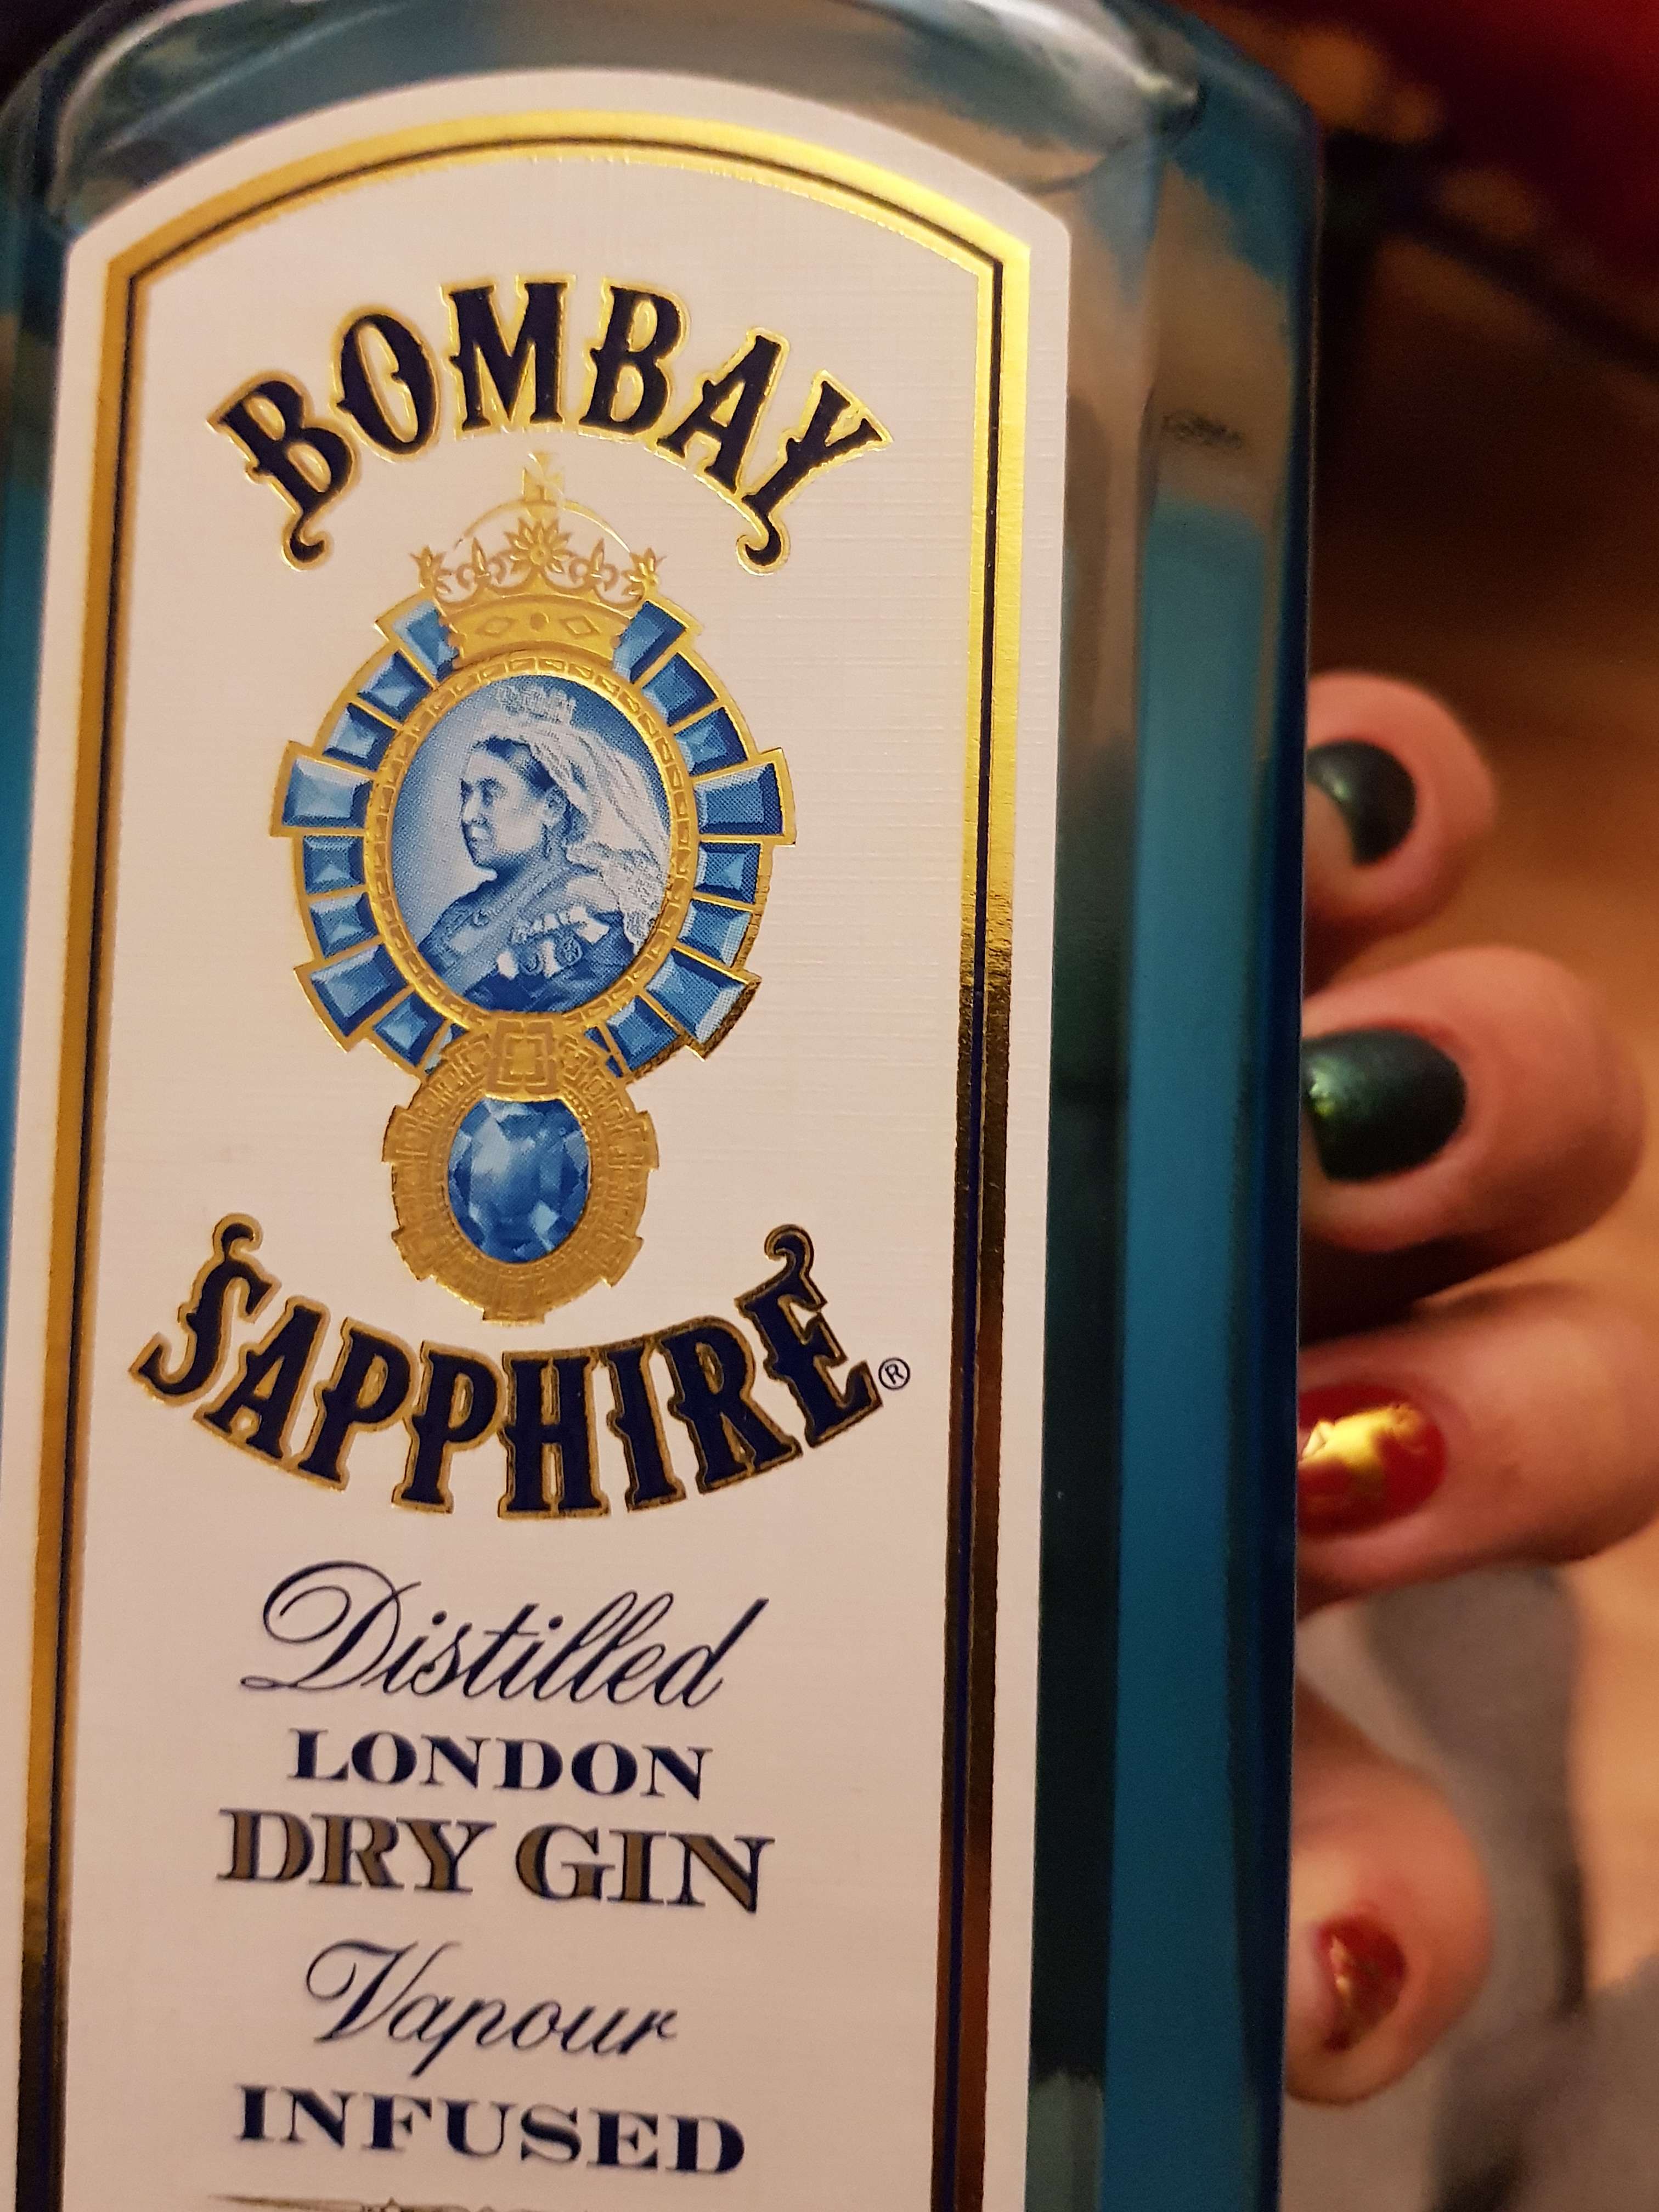 BOMBAY
SAPPHIRE®
Distilled
LONDON
DRY GIN
Vapour
INFUSED